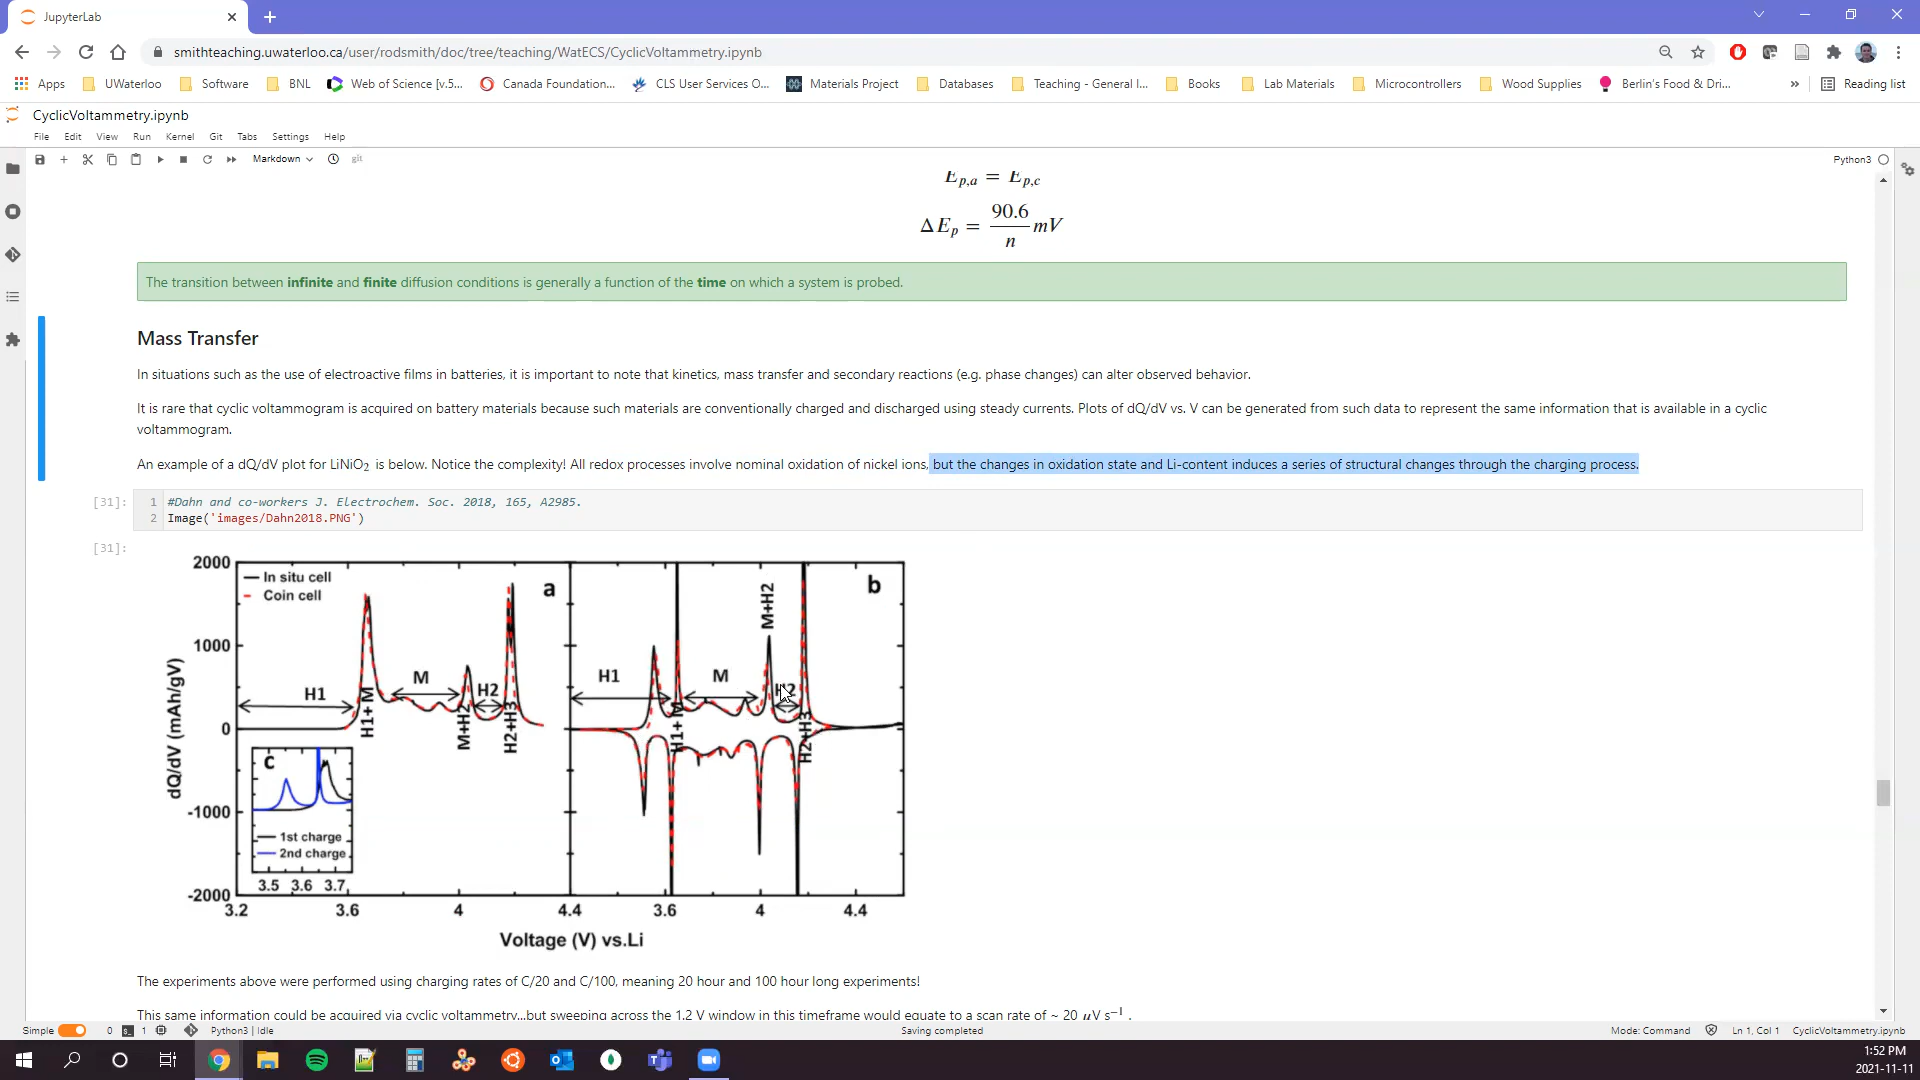 JupyterLab
smithteaching.uwaterloo.ca/user/rodsmith/doc/tree/teaching/WatECS/CyclicVoltammetry.ipynb
Apps UWaterloo Software BNL Web of Science [v.5... Canada Foundation... CLS User Services O... Materials Project Databases Teaching - General I... Books Lab Materials Microcontrollers Wood Supplies Berlin's Food & Dri... » Reading list
CyclicVoltammetry.ipynb
File Edit View Run Kernel Git Tabs Settings Help
Markdown git Python3
E_{p,a} = E_{p,c}
ΔE_p = 90.6/n mV
The transition between infinite and finite diffusion conditions is generally a function of the time on which a system is probed.
Mass Transfer
In situations such as the use of electroactive films in batteries, it is important to note that kinetics, mass transfer and secondary reactions (e.g. phase changes) can alter observed behavior.
It is rare that cyclic voltammogram is acquired on battery materials because such materials are conventionally charged and discharged using steady currents. Plots of dQ/dV vs. V can be generated from such data to represent the same information that is available in a cyclic
voltammogram.
An example of a dQ/dV plot for LiNiO₂ is below. Notice the complexity! All redox processes involve nominal oxidation of nickel ions, but the changes in oxidation state and Li-content induces a series of structural changes through the charging process.
[31]: 1 #Dahn and co-workers J. Electrochem. Soc. 2018, 165, A2985.
2 Image('images/Dahn2018.PNG')
[31]:
2000
1000
0
-1000
-2000
dQ/dV (mAh/gV)
In situ cell
Coin cell
a
H1
H1+M
M
M+H2
H2
H2+H3
b
H1
H1+M
M
M+H2
H2
H2+H3
c
1st charge
2nd charge
3.5 3.6 3.7
3.2 3.6 4 4.4 3.6 4 4.4
Voltage (V) vs.Li
The experiments above were performed using charging rates of C/20 and C/100, meaning 20 hour and 100 hour long experiments!
This same information could be acquired via cyclic voltammetry...but sweeping across the 1.2 V window in this timeframe would equate to a scan rate of ~ 20 μV s⁻¹ .
Simple 0 1 Python3 | Idle Saving completed Mode: Command Ln 1, Col 1 CyclicVoltammetry.ipynb
1:52 PM
2021-11-11